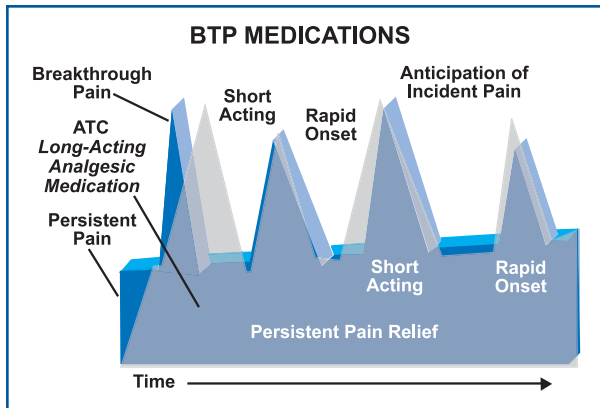 BTP MEDICATIONS
Breakthrough
Pain
Short
Acting
Rapid
Onset
Anticipation of
Incident Pain
ATC
Long-Acting
Analgesic
Medication
Persistent
Pain
Short
Acting
Rapid
Onset
Persistent Pain Relief
Time